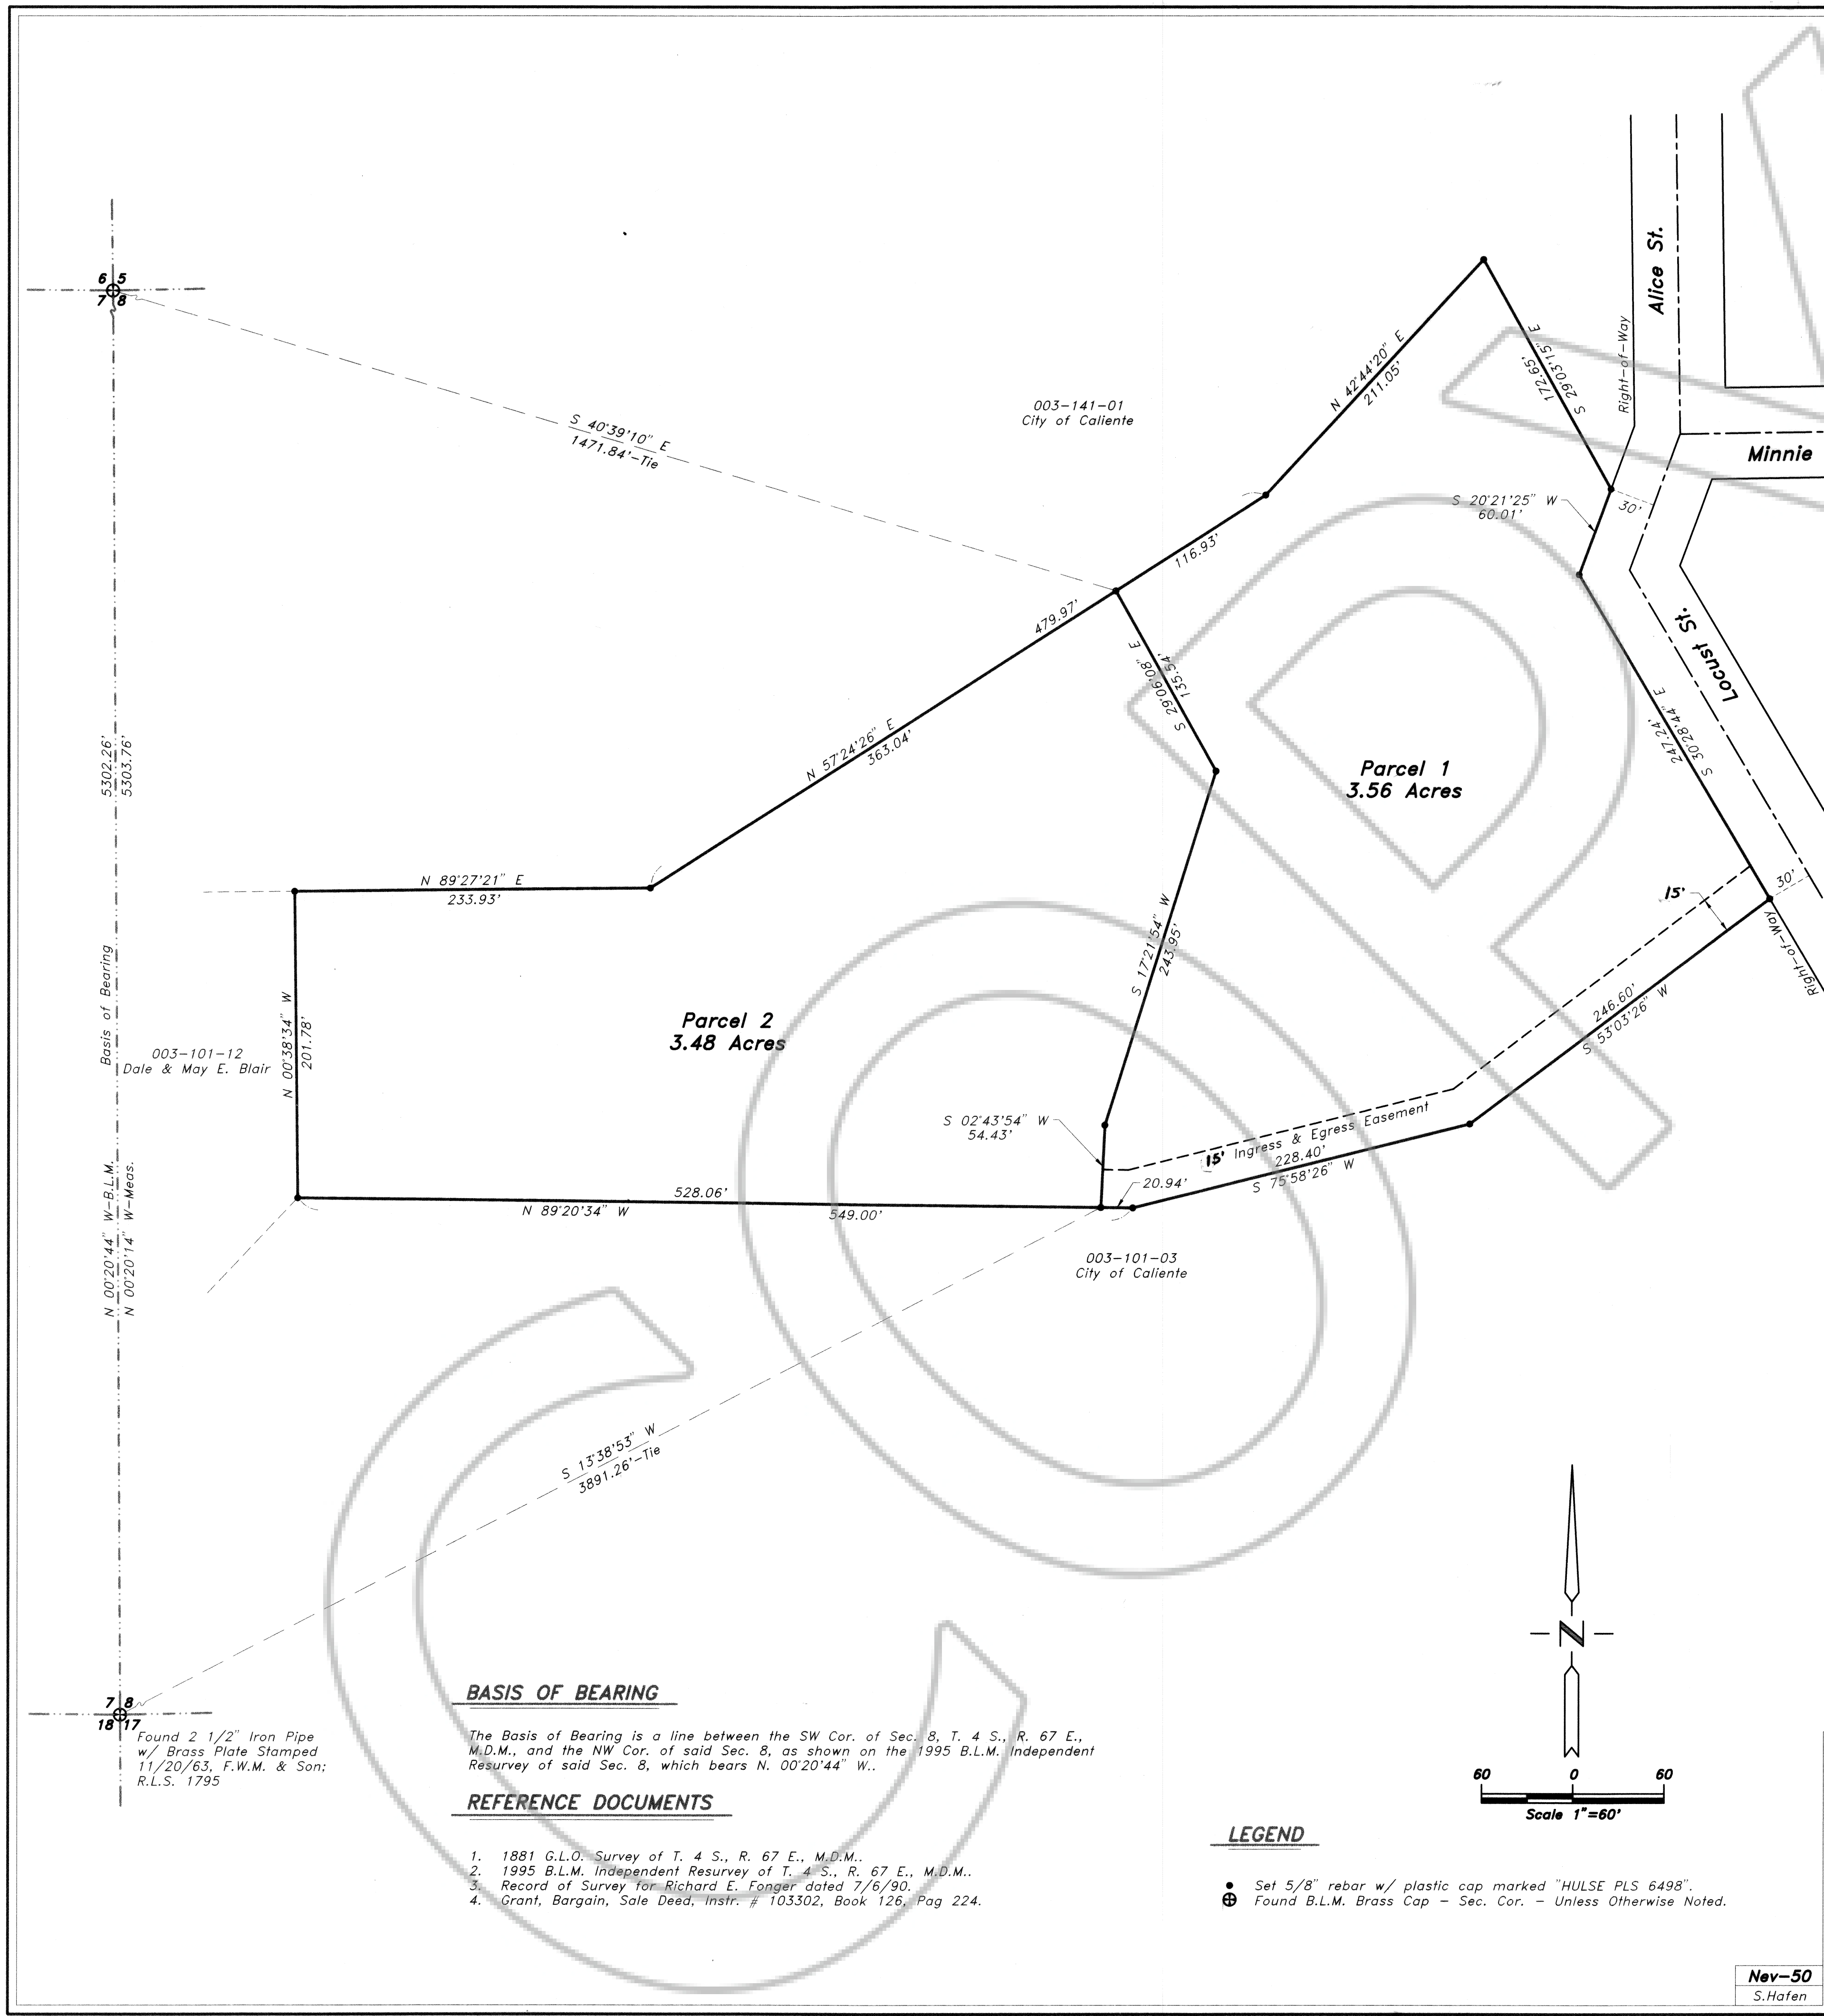 Alice St.
Right-of-Way
6 5
7 8
N 42°44'20" E
211.05'
S 29°03'15" E
172.65'
003-141-01
City of Caliente
S 40°39'10" E
1471.84'-Tie
Minnie
S 20°21'25" W
60.01'
30'
116.93'
479.97'
S 29°06'08" E
135.54'
Locust St.
N 57°24'26" E
363.04'
S 30°28'44" E
247.24'
5302.26'
5303.76'
Parcel 1
3.56 Acres
N 89°27'21" E
233.93'
15'
30'
Right-of-Way
S 17°21'54" W
243.95'
Basis of Bearing
N 00°38'34" W
201.78'
Parcel 2
3.48 Acres
246.60'
S 53°03'26" W
003-101-12
Dale & May E. Blair
S 02°43'54" W
54.43'
15' Ingress & Egress Easement
228.40'
S 75°58'26" W
20.94'
528.06'
N 89°20'34" W
549.00'
N 00°20'44" W-B.L.M.
N 00°20'14" W-Meas.
003-101-03
City of Caliente
S 13°38'53" W
3891.26'-Tie
N
7 8
18 17
Found 2 1/2" Iron Pipe
w/ Brass Plate Stamped
11/20/63, F.W.M. & Son;
R.L.S. 1795
BASIS OF BEARING
The Basis of Bearing is a line between the SW Cor. of Sec. 8, T. 4 S., R. 67 E.,
M.D.M., and the NW Cor. of said Sec. 8, as shown on the 1995 B.L.M. Independent
Resurvey of said Sec. 8, which bears N. 00°20'44" W..
REFERENCE DOCUMENTS
1. 1881 G.L.O. Survey of T. 4 S., R. 67 E., M.D.M..
2. 1995 B.L.M. Independent Resurvey of T. 4 S., R. 67 E., M.D.M..
3. Record of Survey for Richard E. Fonger dated 7/6/90.
4. Grant, Bargain, Sale Deed, Instr. # 103302, Book 126, Pag 224.
60 0 60
Scale 1"=60'
LEGEND
Set 5/8" rebar w/ plastic cap marked "HULSE PLS 6498".
Found B.L.M. Brass Cap - Sec. Cor. - Unless Otherwise Noted.
Nev-50
S.Hafen
COP